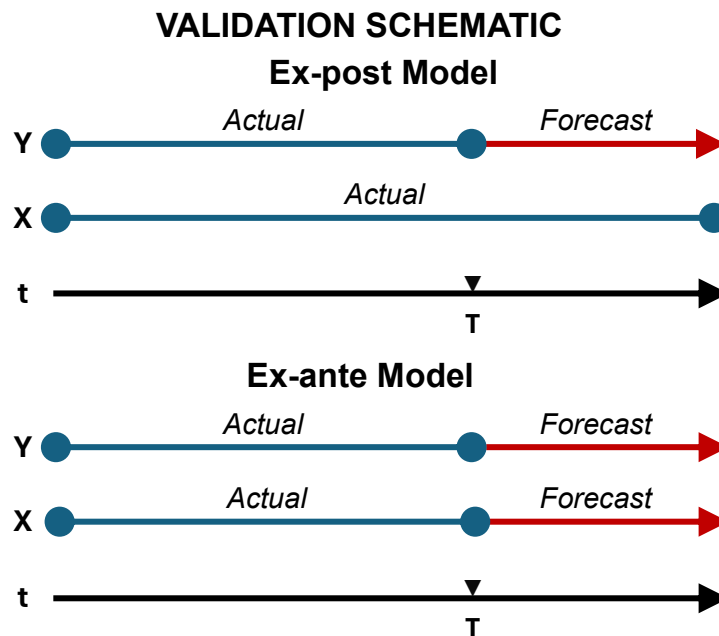 VALIDATION SCHEMATIC
Ex-post Model
Actual Forecast
Y
Actual
X
t
T
Ex-ante Model
Actual Forecast
Y
Actual Forecast
X
t
T